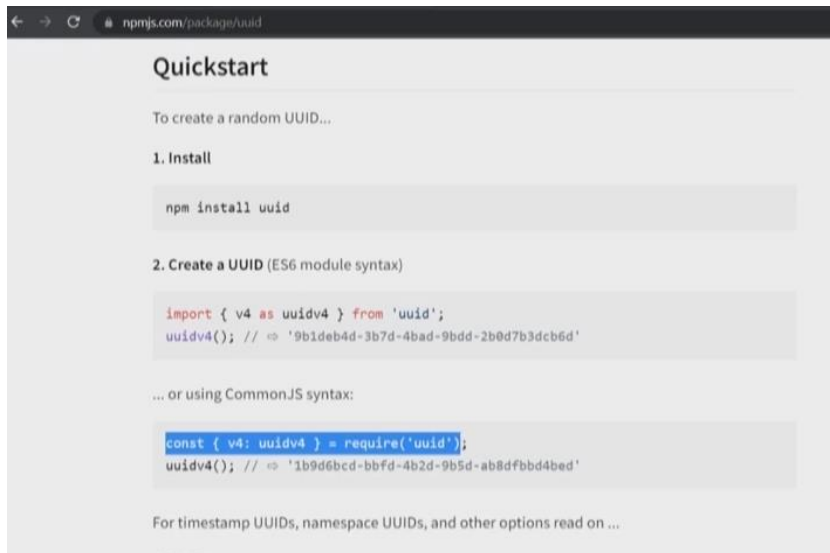 npmjs.com/package/uuid
Quickstart
To create a random UUID...
1. Install
npm install uuid
2. Create a UUID (ES6 module syntax)
import { v4 as uuidv4 } from 'uuid';
uuidv4(); // ⇨ '9b1deb4d-3b7d-4bad-9bdd-2b0d7b3dcb6d'
... or using CommonJS syntax:
const { v4: uuidv4 } = require('uuid');
uuidv4(); // ⇨ '1b9d6bcd-bbfd-4b2d-9b5d-ab8dfbbd4bed'
For timestamp UUIDs, namespace UUIDs, and other options read on ...